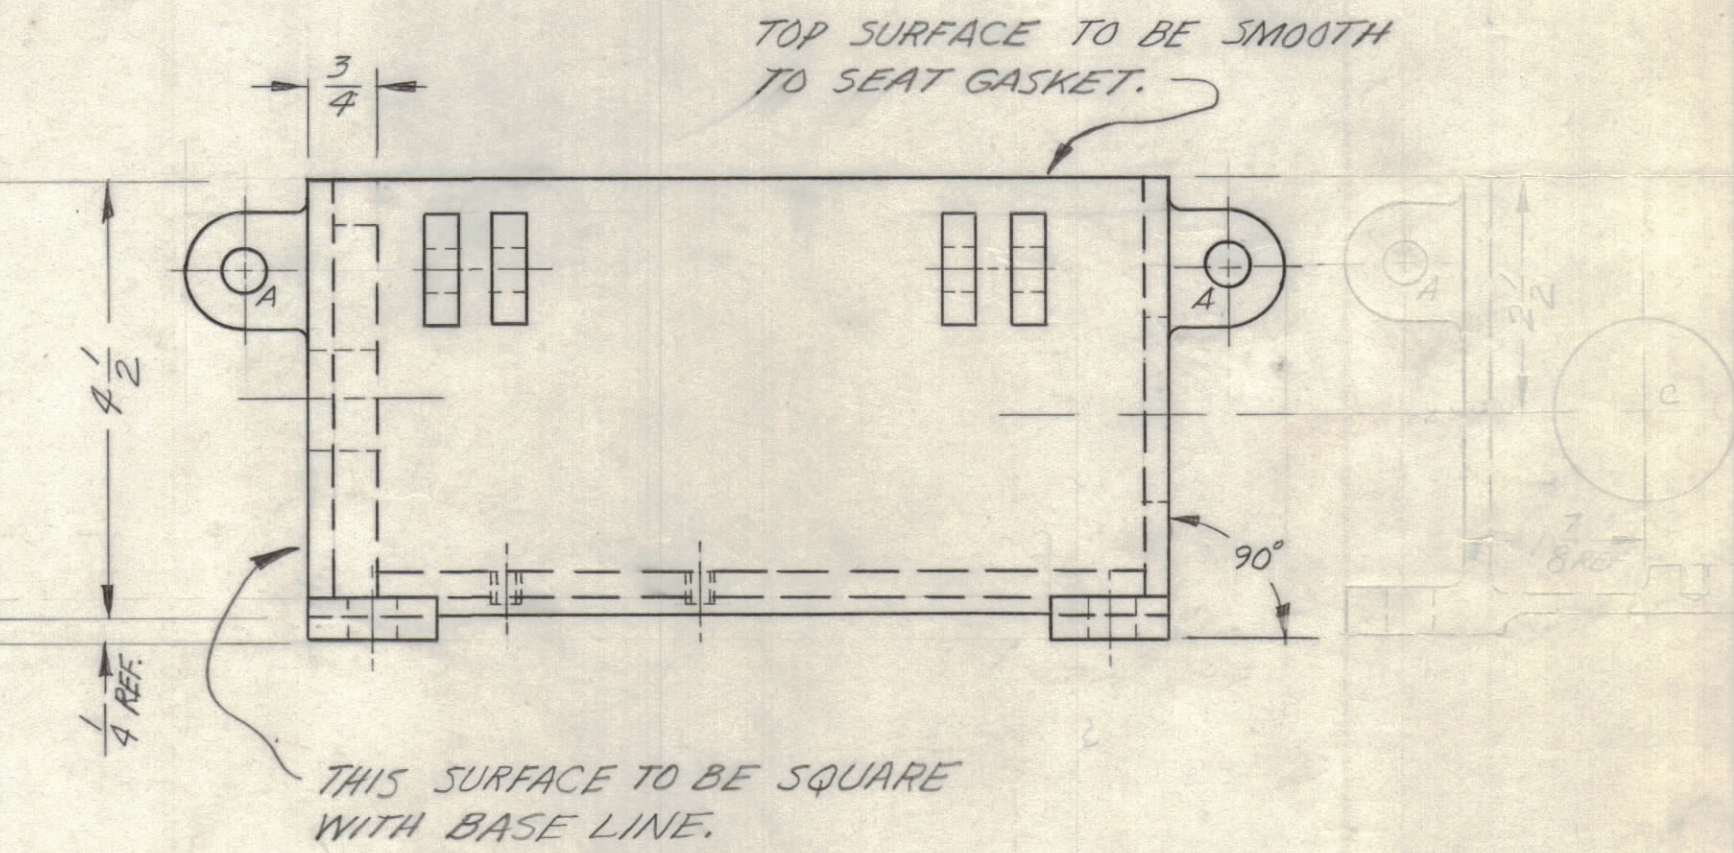 TOP SURFACE TO BE SMOOTH
TO SEAT GASKET.
3/4
A
A
A
2 1/2
C
4 1/2
90°
7/8 REF
1/4 REF.
THIS SURFACE TO BE SQUARE
WITH BASE LINE.